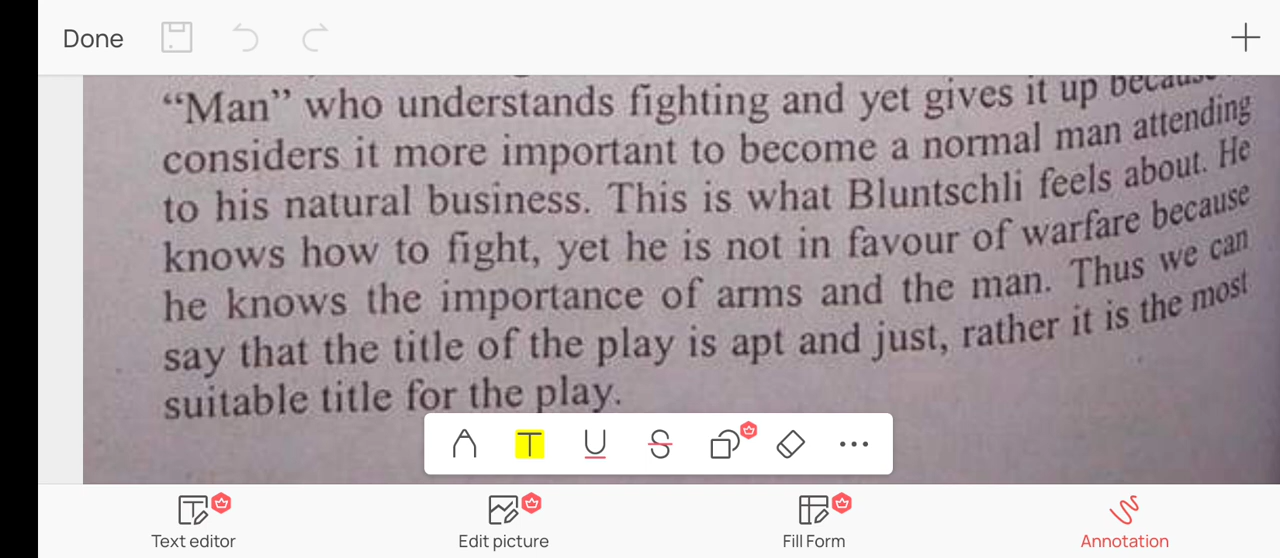 Done
“Man” who understands fighting and yet gives it up because
considers it more important to become a normal man attending
to his natural business. This is what Bluntschli feels about. He
knows how to fight, yet he is not in favour of warfare because
he knows the importance of arms and the man. Thus we can
say that the title of the play is apt and just, rather it is the most
suitable title for the play.
T U S
Text editor Edit picture Fill Form Annotation